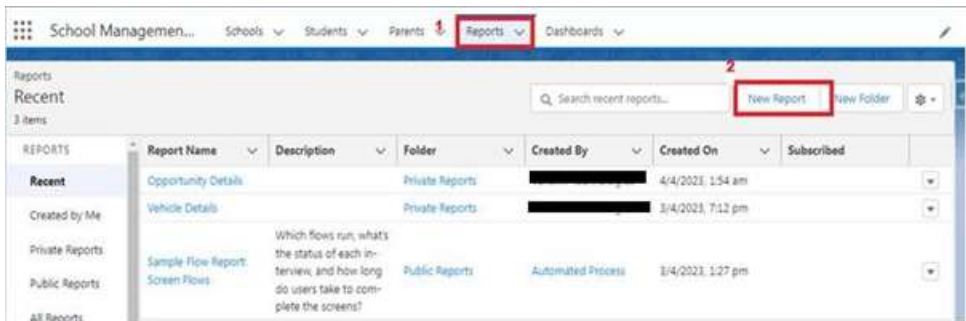 School Managemen... Schools Students Parents 1 Reports Dashboards
Reports
2
Recent
Search recent reports... New Report New Folder
3 items
REPORTS Report Name Description Folder Created By Created On Subscribed
Recent Opportunity Details Private Reports 4/4/2023, 1:54 am
Created by Me Vehicle Details Private Reports 3/4/2023, 7:12 pm
Private Reports
Public Reports
All Reports
Sample Flow Report:
Screen Flows
Which flows run, what's
the status of each in-
terview, and how long
do users take to com-
plete the screens?
Public Reports Automated Process 3/4/2023, 1:27 pm